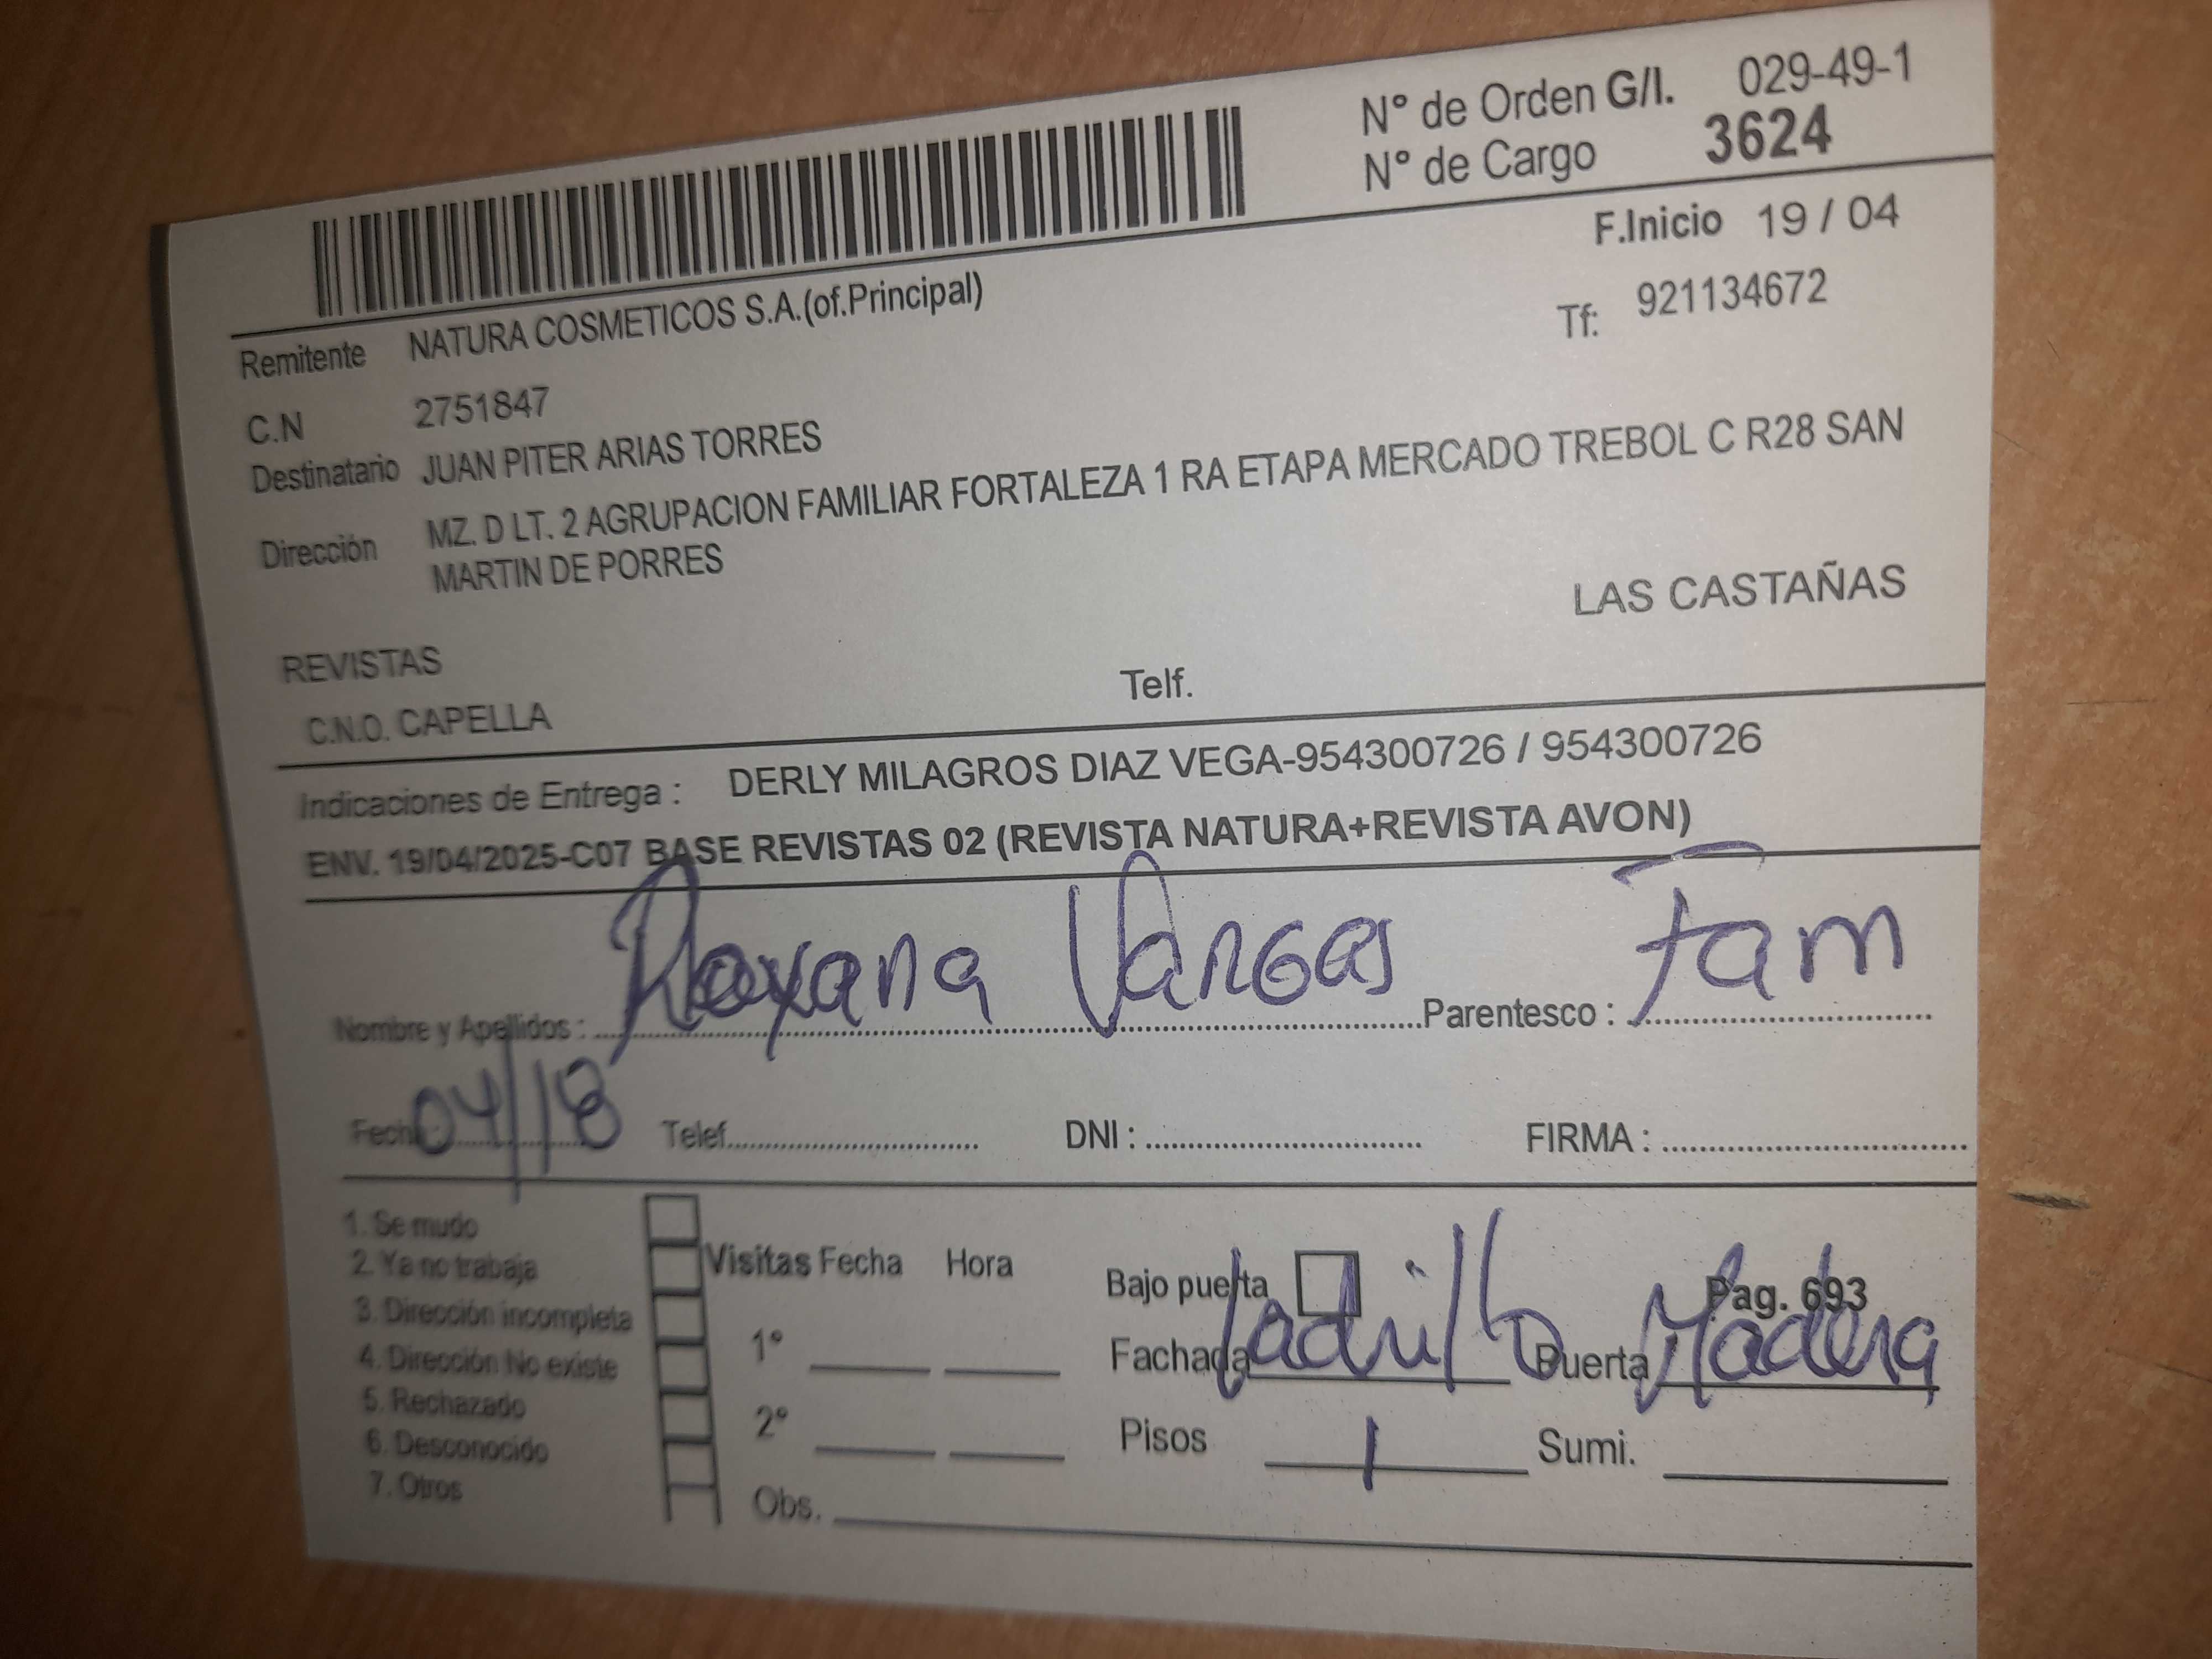 N° de Orden G/I. 029-49-1
N° de Cargo 3624
F.Inicio 19 / 04
Remitente NATURA COSMETICOS S.A.(of.Principal)
Tf: 921134672
C.N 2751847
Destinatario JUAN PITER ARIAS TORRES
Dirección MZ. D LT. 2 AGRUPACION FAMILIAR FORTALEZA 1 RA ETAPA MERCADO TREBOL C R28 SAN
MARTIN DE PORRES
LAS CASTAÑAS
REVISTAS
C.N.O. CAPELLA Telf.
Indicaciones de Entrega : DERLY MILAGROS DIAZ VEGA-954300726 / 954300726
ENV. 19/04/2025-C07 BASE REVISTAS 02 (REVISTA NATURA+REVISTA AVON)
Nombre y Apellidos : Roxana Vargas Parentesco : Fam
Fecha 04/18 Telef. DNI : FIRMA :
1. Se mudo
2. Ya no trabaja
3. Dirección incompleta
4. Dirección No existe
5. Rechazado
6. Desconocido
7. Otros
Visitas Fecha Hora
1°
2°
Obs.
Bajo puerta Pag. 693
Fachada ladrillo Puerta Madera
Pisos 1 Sumi.